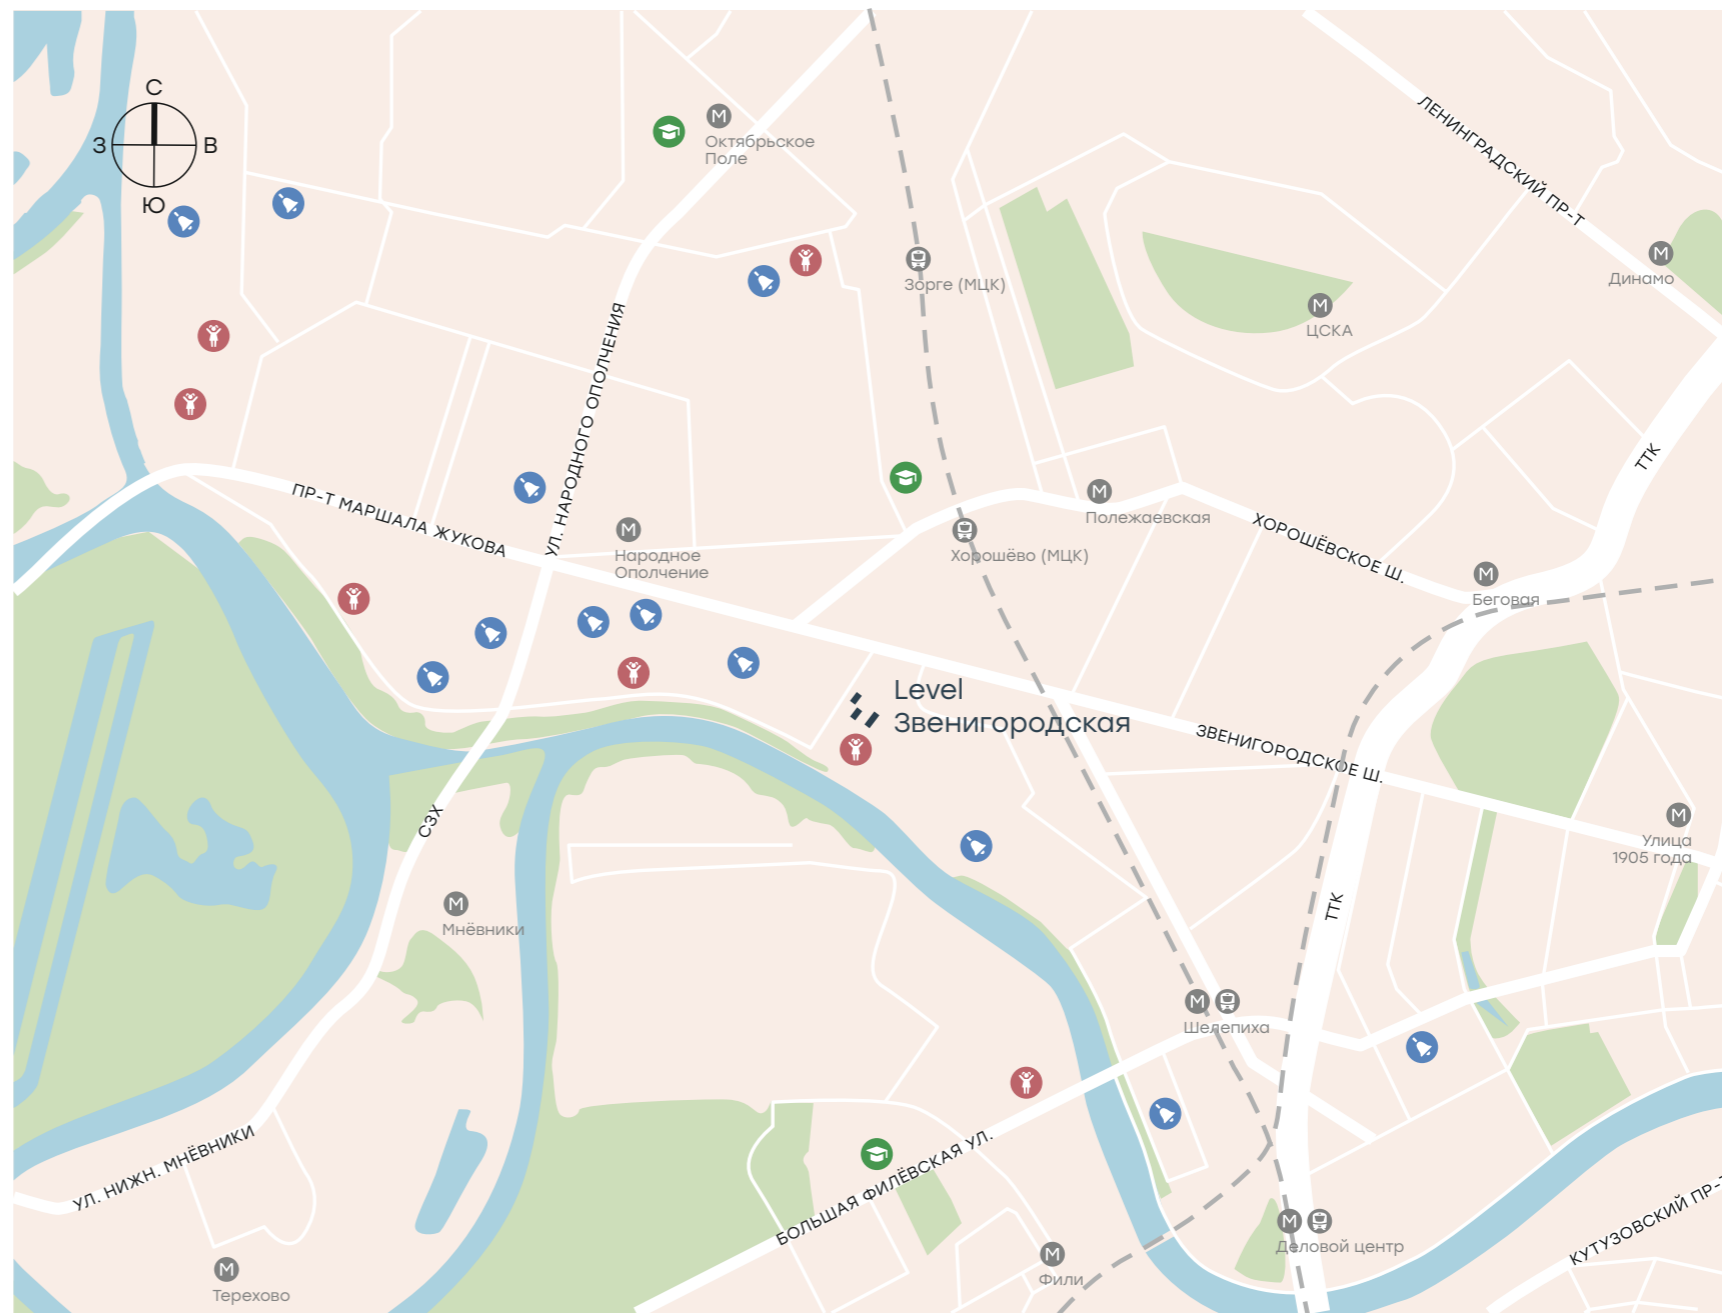 С
З
В
Ю
М
Октябрьское
Поле
ЛЕНИНГРАДСКИЙ ПР-Т
М
Динамо
Зорге (МЦК)
М
ЦСКА
УЛ. НАРОДНОГО ОПОЛЧЕНИЯ
ТТК
ПР-Т МАРШАЛА ЖУКОВА
М
Народное
Ополчение
Хорошёво (МЦК)
М
Полежаевская
ХОРОШЁВСКОЕ Ш.
М
Беговая
Level
Звенигородская
ЗВЕНИГОРОДСКОЕ Ш.
СЗХ
М
Улица
1905 года
М
Мнёвники
ТТК
М
Шелепиха
УЛ. НИЖН. МНЁВНИКИ
БОЛЬШАЯ ФИЛЁВСКАЯ УЛ.
М
Деловой центр
КУТУЗОВСКИЙ ПР-Т
М
Терехово
М
Фили